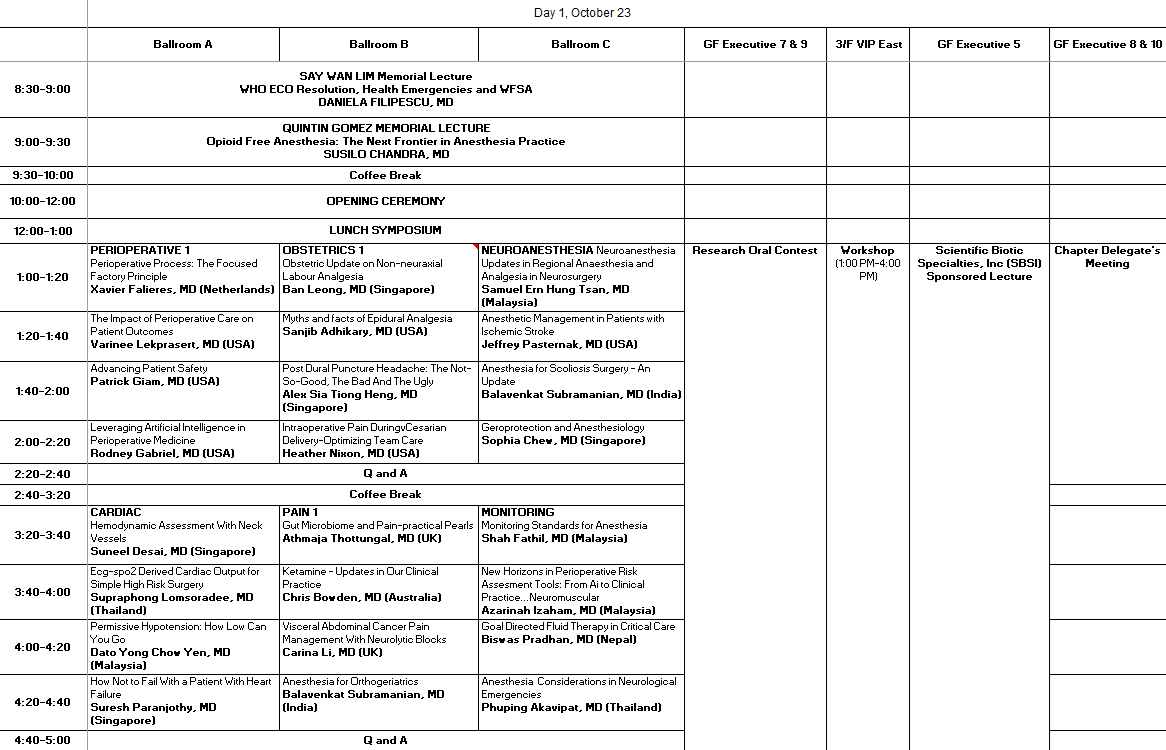 Day 1, October 23
Ballroom A
Ballroom B
Ballroom C
GF Executive 7 & 9
3/F VIP East
GF Executive 5
GF Executive 8 & 10
8:30-9:00
SAY WAN LIM Memorial Lecture
WHO ECO Resolution, Health Emergencies and WFSA
DANIELA FILIPESCU, MD
9:00-9:30
QUINTIN GOMEZ MEMORIAL LECTURE
Opioid Free Anesthesia: The Next Frontier in Anesthesia Practice
SUSILO CHANDRA, MD
9:30-10:00
Coffee Break
10:00-12:00
OPENING CEREMONY
12:00-1:00
LUNCH SYMPOSIUM
1:00-1:20
PERIOPERATIVE 1
Perioperative Process: The Focused
Factory Principle
Xavier Falieres, MD (Netherlands)
OBSTETRICS 1
Obstetric Update on Non-neuraxial
Labour Analgesia
Ban Leong, MD (Singapore)
NEUROANESTHESIA Neuroanesthesia
Updates in Regional Anaesthesia and
Analgesia in Neurosurgery
Samuel Ern Hung Tsan, MD
(Malaysia)
Research Oral Contest
Workshop
(1:00 PM-4:00
PM)
Scientific Biotic
Specialties, Inc (SBSI)
Sponsored Lecture
Chapter Delegate's
Meeting
1:20-1:40
The Impact of Perioperative Care on
Patient Outcomes
Varinee Lekprasert, MD (USA)
Myths and facts of Epidural Analgesia
Sanjib Adhikary, MD (USA)
Anesthetic Management in Patients with
Ischemic Stroke
Jeffrey Pasternak, MD (USA)
1:40-2:00
Advancing Patient Safety
Patrick Giam, MD (USA)
Post Dural Puncture Headache: The Not-
So-Good, The Bad And The Ugly
Alex Sia Tiong Heng, MD
(Singapore)
Anesthesia for Scoliosis Surgery - An
Update
Balavenkat Subramanian, MD (India)
2:00-2:20
Leveraging Artificial Intelligence in
Perioperative Medicine
Rodney Gabriel, MD (USA)
Intraoperative Pain DuringvCesarian
Delivery-Optimizing Team Care
Heather Nixon, MD (USA)
Geroprotection and Anesthesiology
Sophia Chew, MD (Singapore)
2:20-2:40
Q and A
2:40-3:20
Coffee Break
3:20-3:40
CARDIAC
Hemodynamic Assessment With Neck
Vessels
Suneel Desai, MD (Singapore)
PAIN 1
Gut Microbiome and Pain-practical Pearls
Athmaja Thottungal, MD (UK)
MONITORING
Monitoring Standards for Anesthesia
Shah Fathil, MD (Malaysia)
3:40-4:00
Ecg-spo2 Derived Cardiac Output for
Simple High Risk Surgery
Supraphong Lomsoradee, MD
(Thailand)
Ketamine - Updates in Our Clinical
Practice
Chris Bowden, MD (Australia)
New Horizons in Perioperative Risk
Assesment Tools: From Ai to Clinical
Practice...Neuromuscular
Azarinah Izaham, MD (Malaysia)
4:00-4:20
Permissive Hypotension: How Low Can
You Go
Dato Yong Chow Yen, MD
(Malaysia)
Visceral Abdominal Cancer Pain
Management With Neurolytic Blocks
Carina Li, MD (UK)
Goal Directed Fluid Therapy in Critical Care
Biswas Pradhan, MD (Nepal)
4:20-4:40
How Not to Fail With a Patient With Heart
Failure
Suresh Paranjothy, MD
(Singapore)
Anesthesia for Orthogeriatrics
Balavenkat Subramanian, MD
(India)
Anesthesia Considerations in Neurological
Emergencies
Phuping Akavipat, MD (Thailand)
4:40-5:00
Q and A